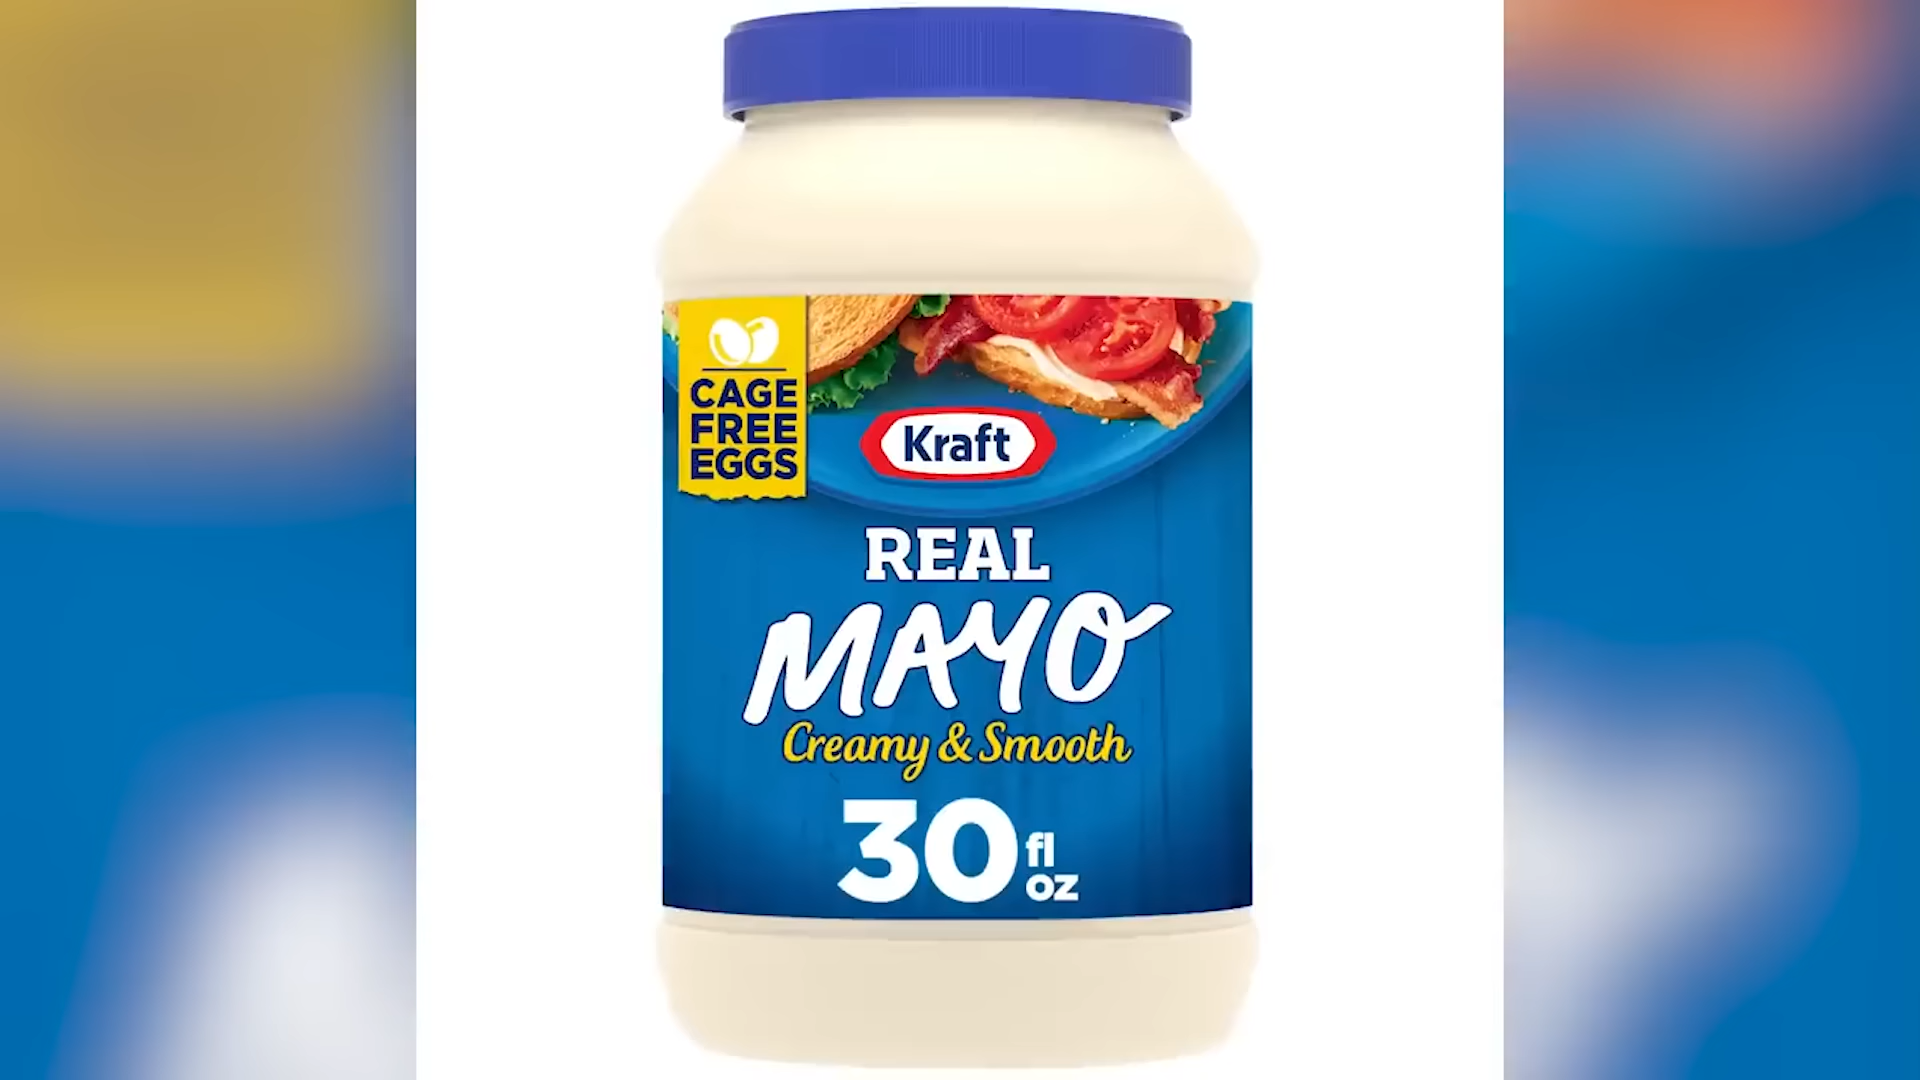 CAGE
FREE
EGGS
Kraft
REAL
MAYO
Creamy & Smooth
30 fl oz